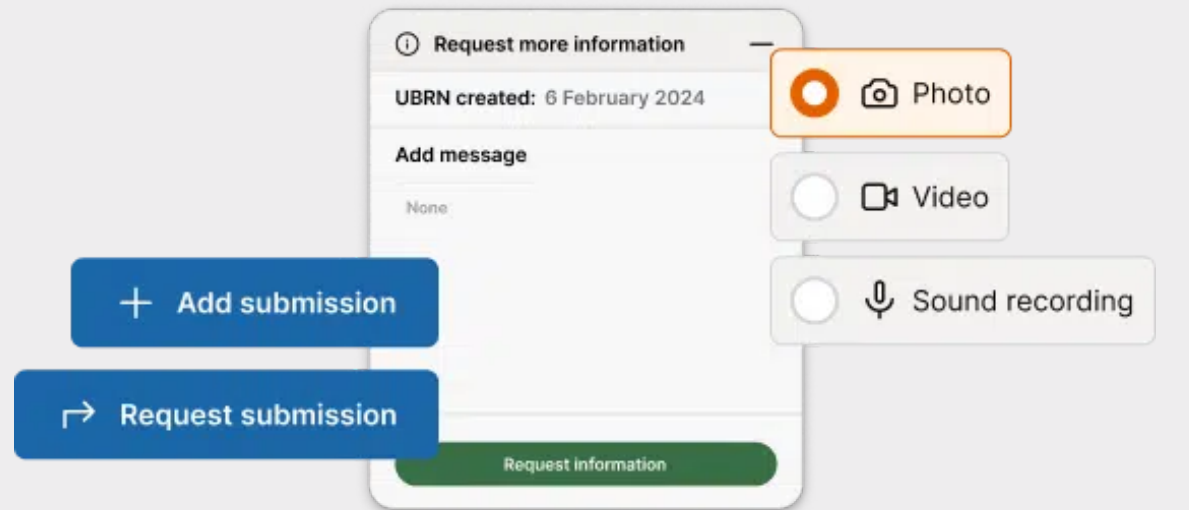 Request more information
UBRN created: 6 February 2024
Add message
None
Add submission
Request submission
Request information
Photo
Video
Sound recording